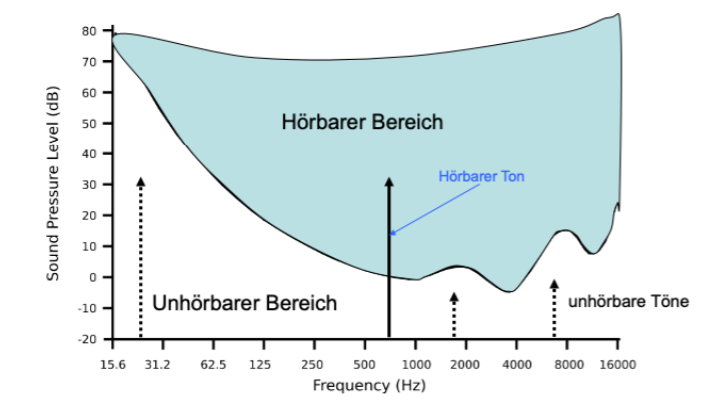 80
70
60
50
40
30
20
10
0
-10
-20
Sound Pressure Level (dB)
Hörbarer Bereich
Hörbarer Ton
Unhörbarer Bereich
unhörbare Töne
15.6 31.2 62.5 125 250 500 1000 2000 4000 8000 16000
Frequency (Hz)